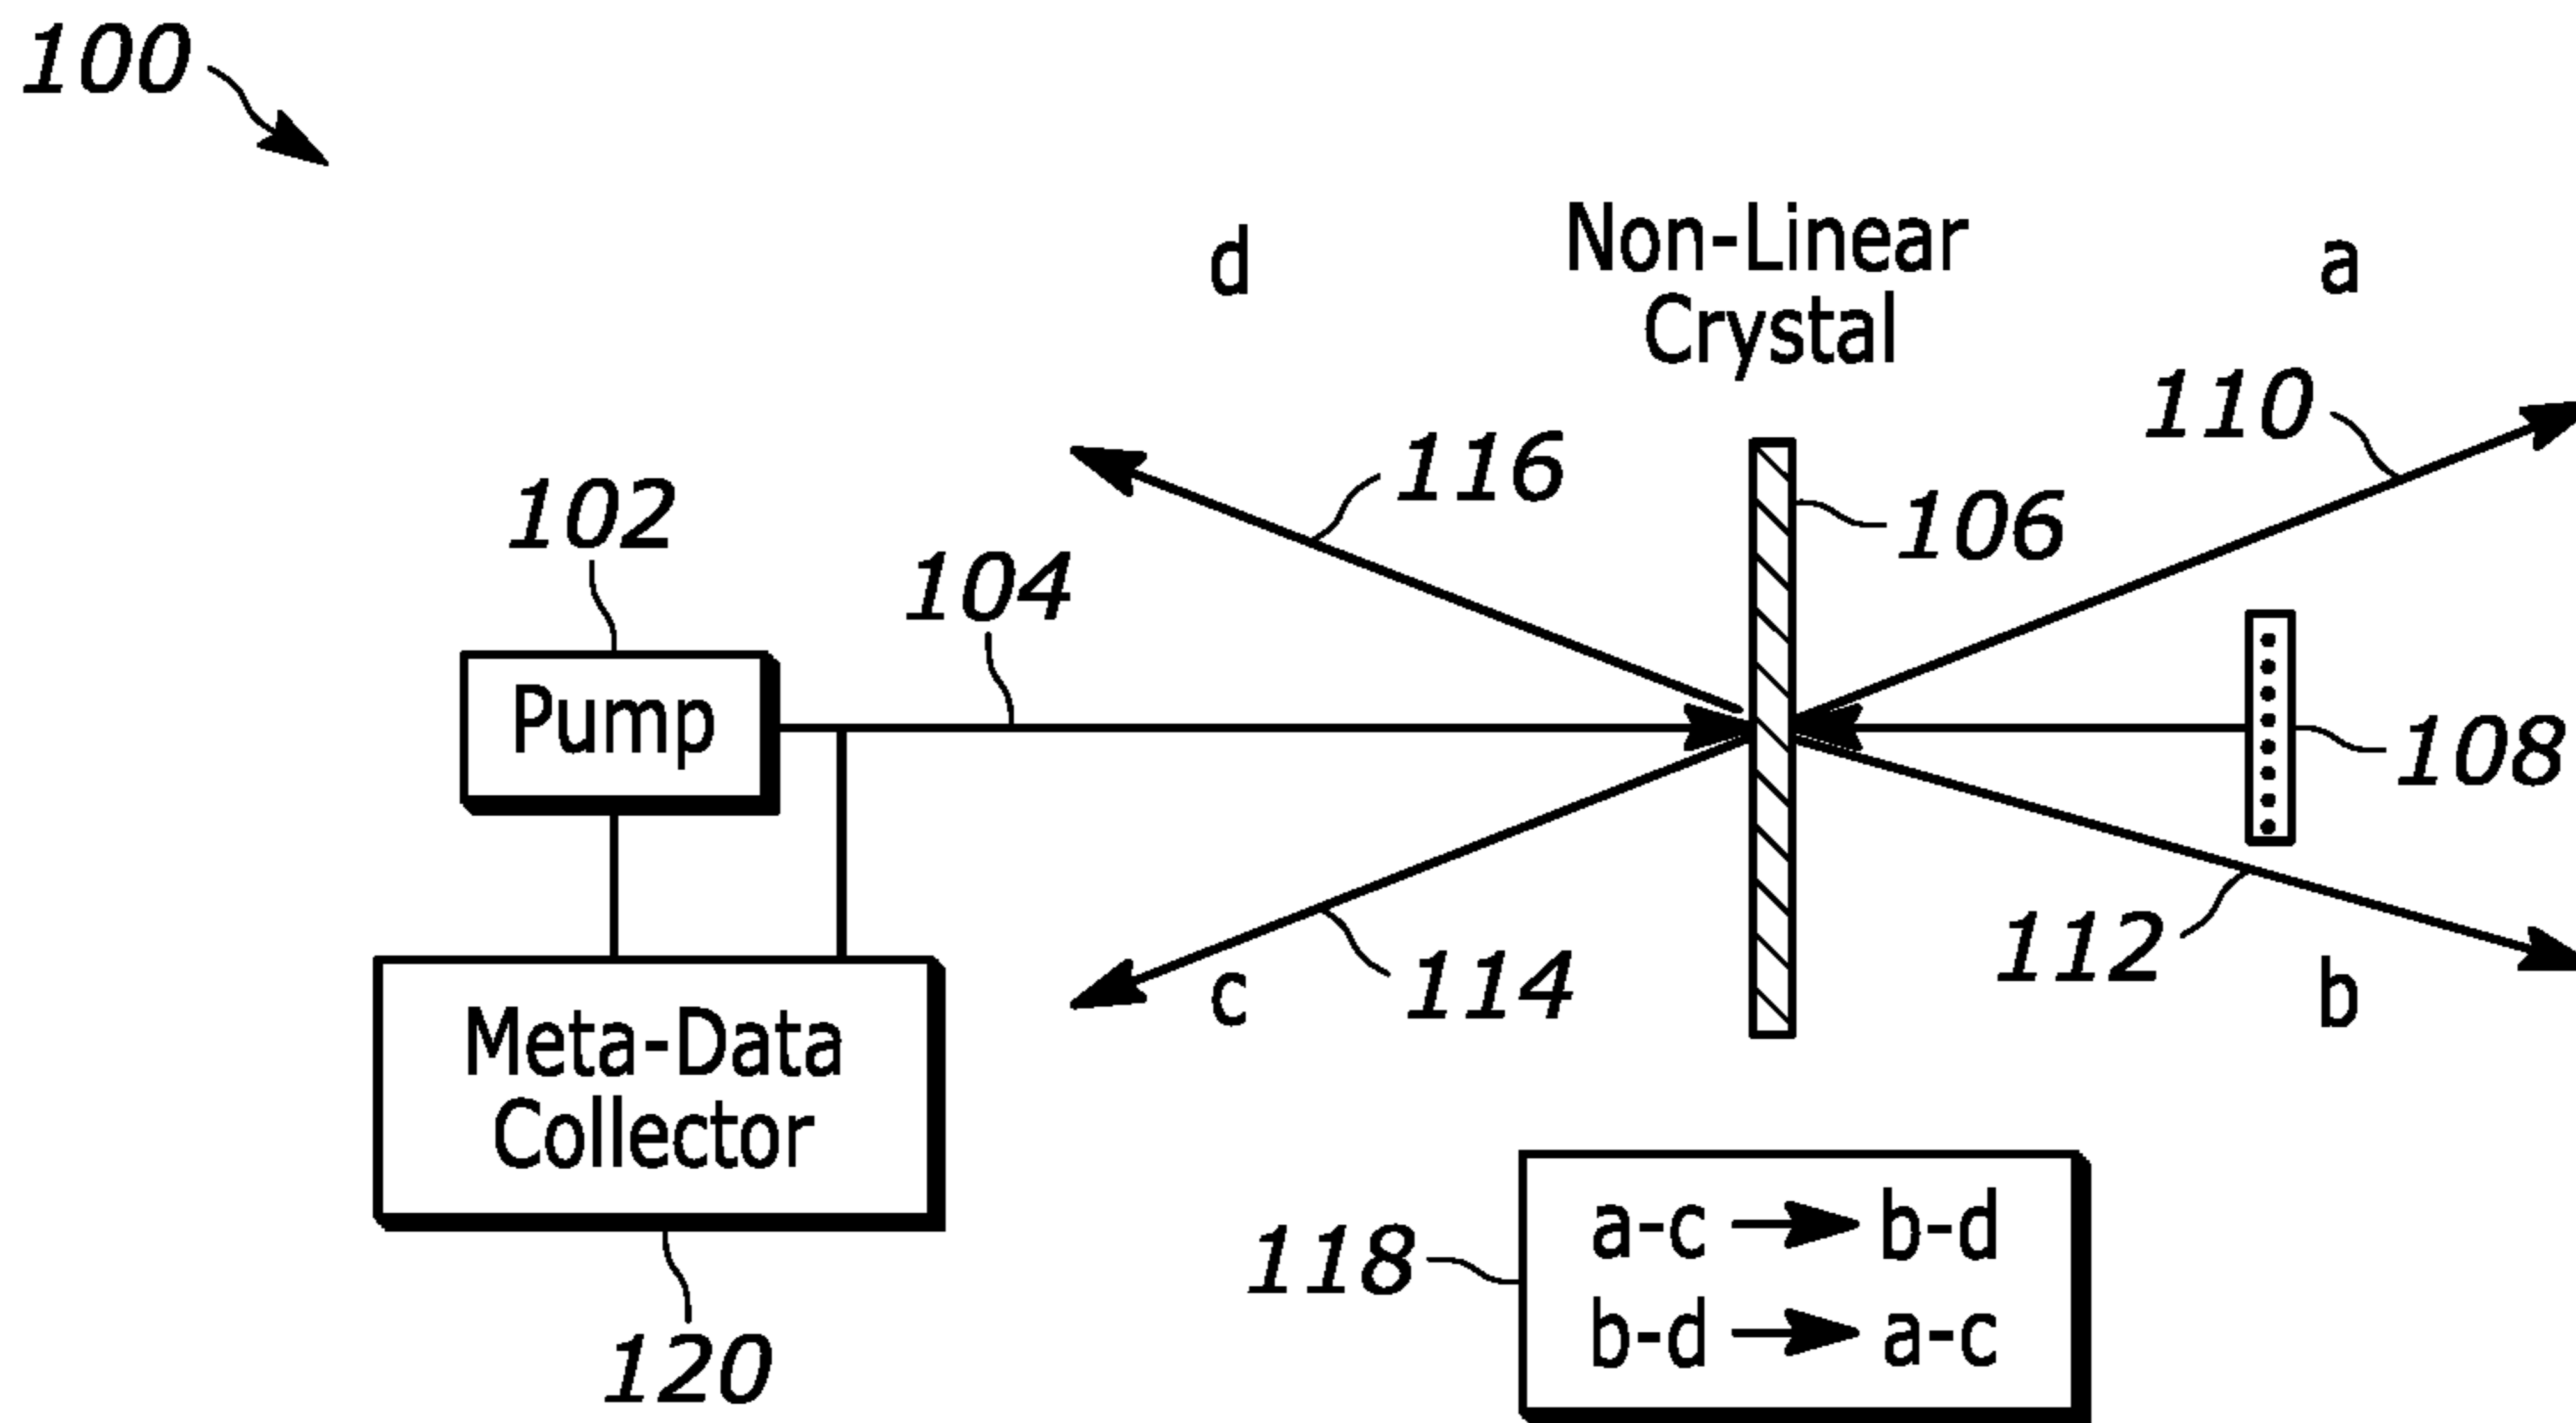 100
d
Non-Linear
Crystal
a
110
116
102
106
104
Pump
108
112
114
c
b
Meta-Data
Collector
118
a-c → b-d
b-d → a-c
120